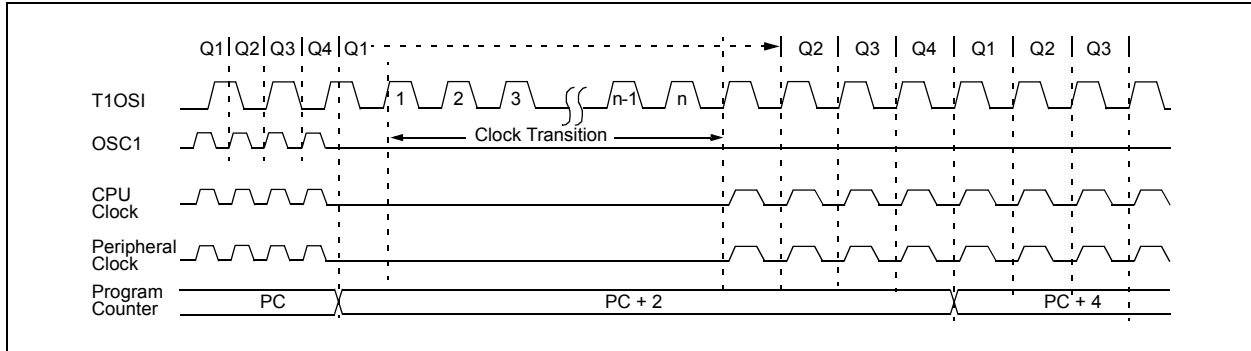 Q1 Q2 Q3 Q4 Q1 Q2 Q3 Q4 Q1 Q2 Q3
T1OSI 1 2 3 n-1 n
Clock Transition
OSC1
CPU
Clock
Peripheral
Clock
Program
Counter
PC PC + 2 PC + 4